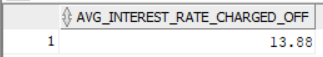 AVG_INTEREST_RATE_CHARGED_OFF
1 13.88